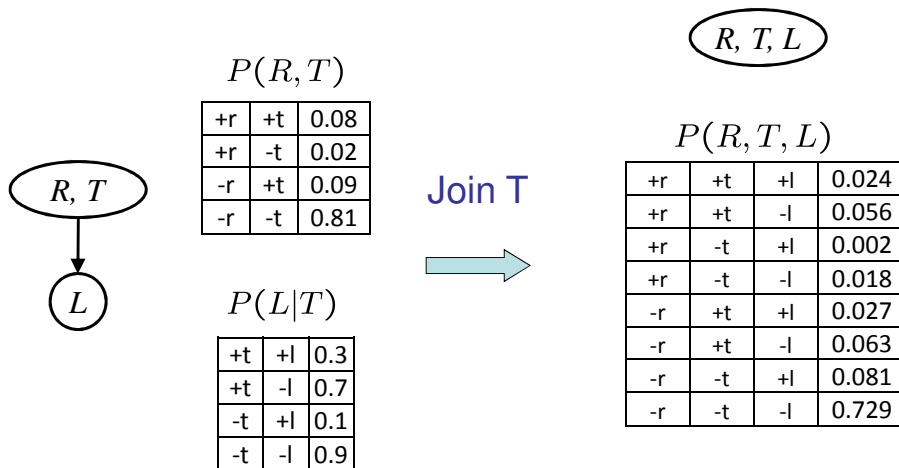 R, T
L
P(R, T)
+r +t 0.08
+r -t 0.02
-r +t 0.09
-r -t 0.81
P(L|T)
+t +l 0.3
+t -l 0.7
-t +l 0.1
-t -l 0.9
Join T
R, T, L
P(R, T, L)
+r +t +l 0.024
+r +t -l 0.056
+r -t +l 0.002
+r -t -l 0.018
-r +t +l 0.027
-r +t -l 0.063
-r -t +l 0.081
-r -t -l 0.729